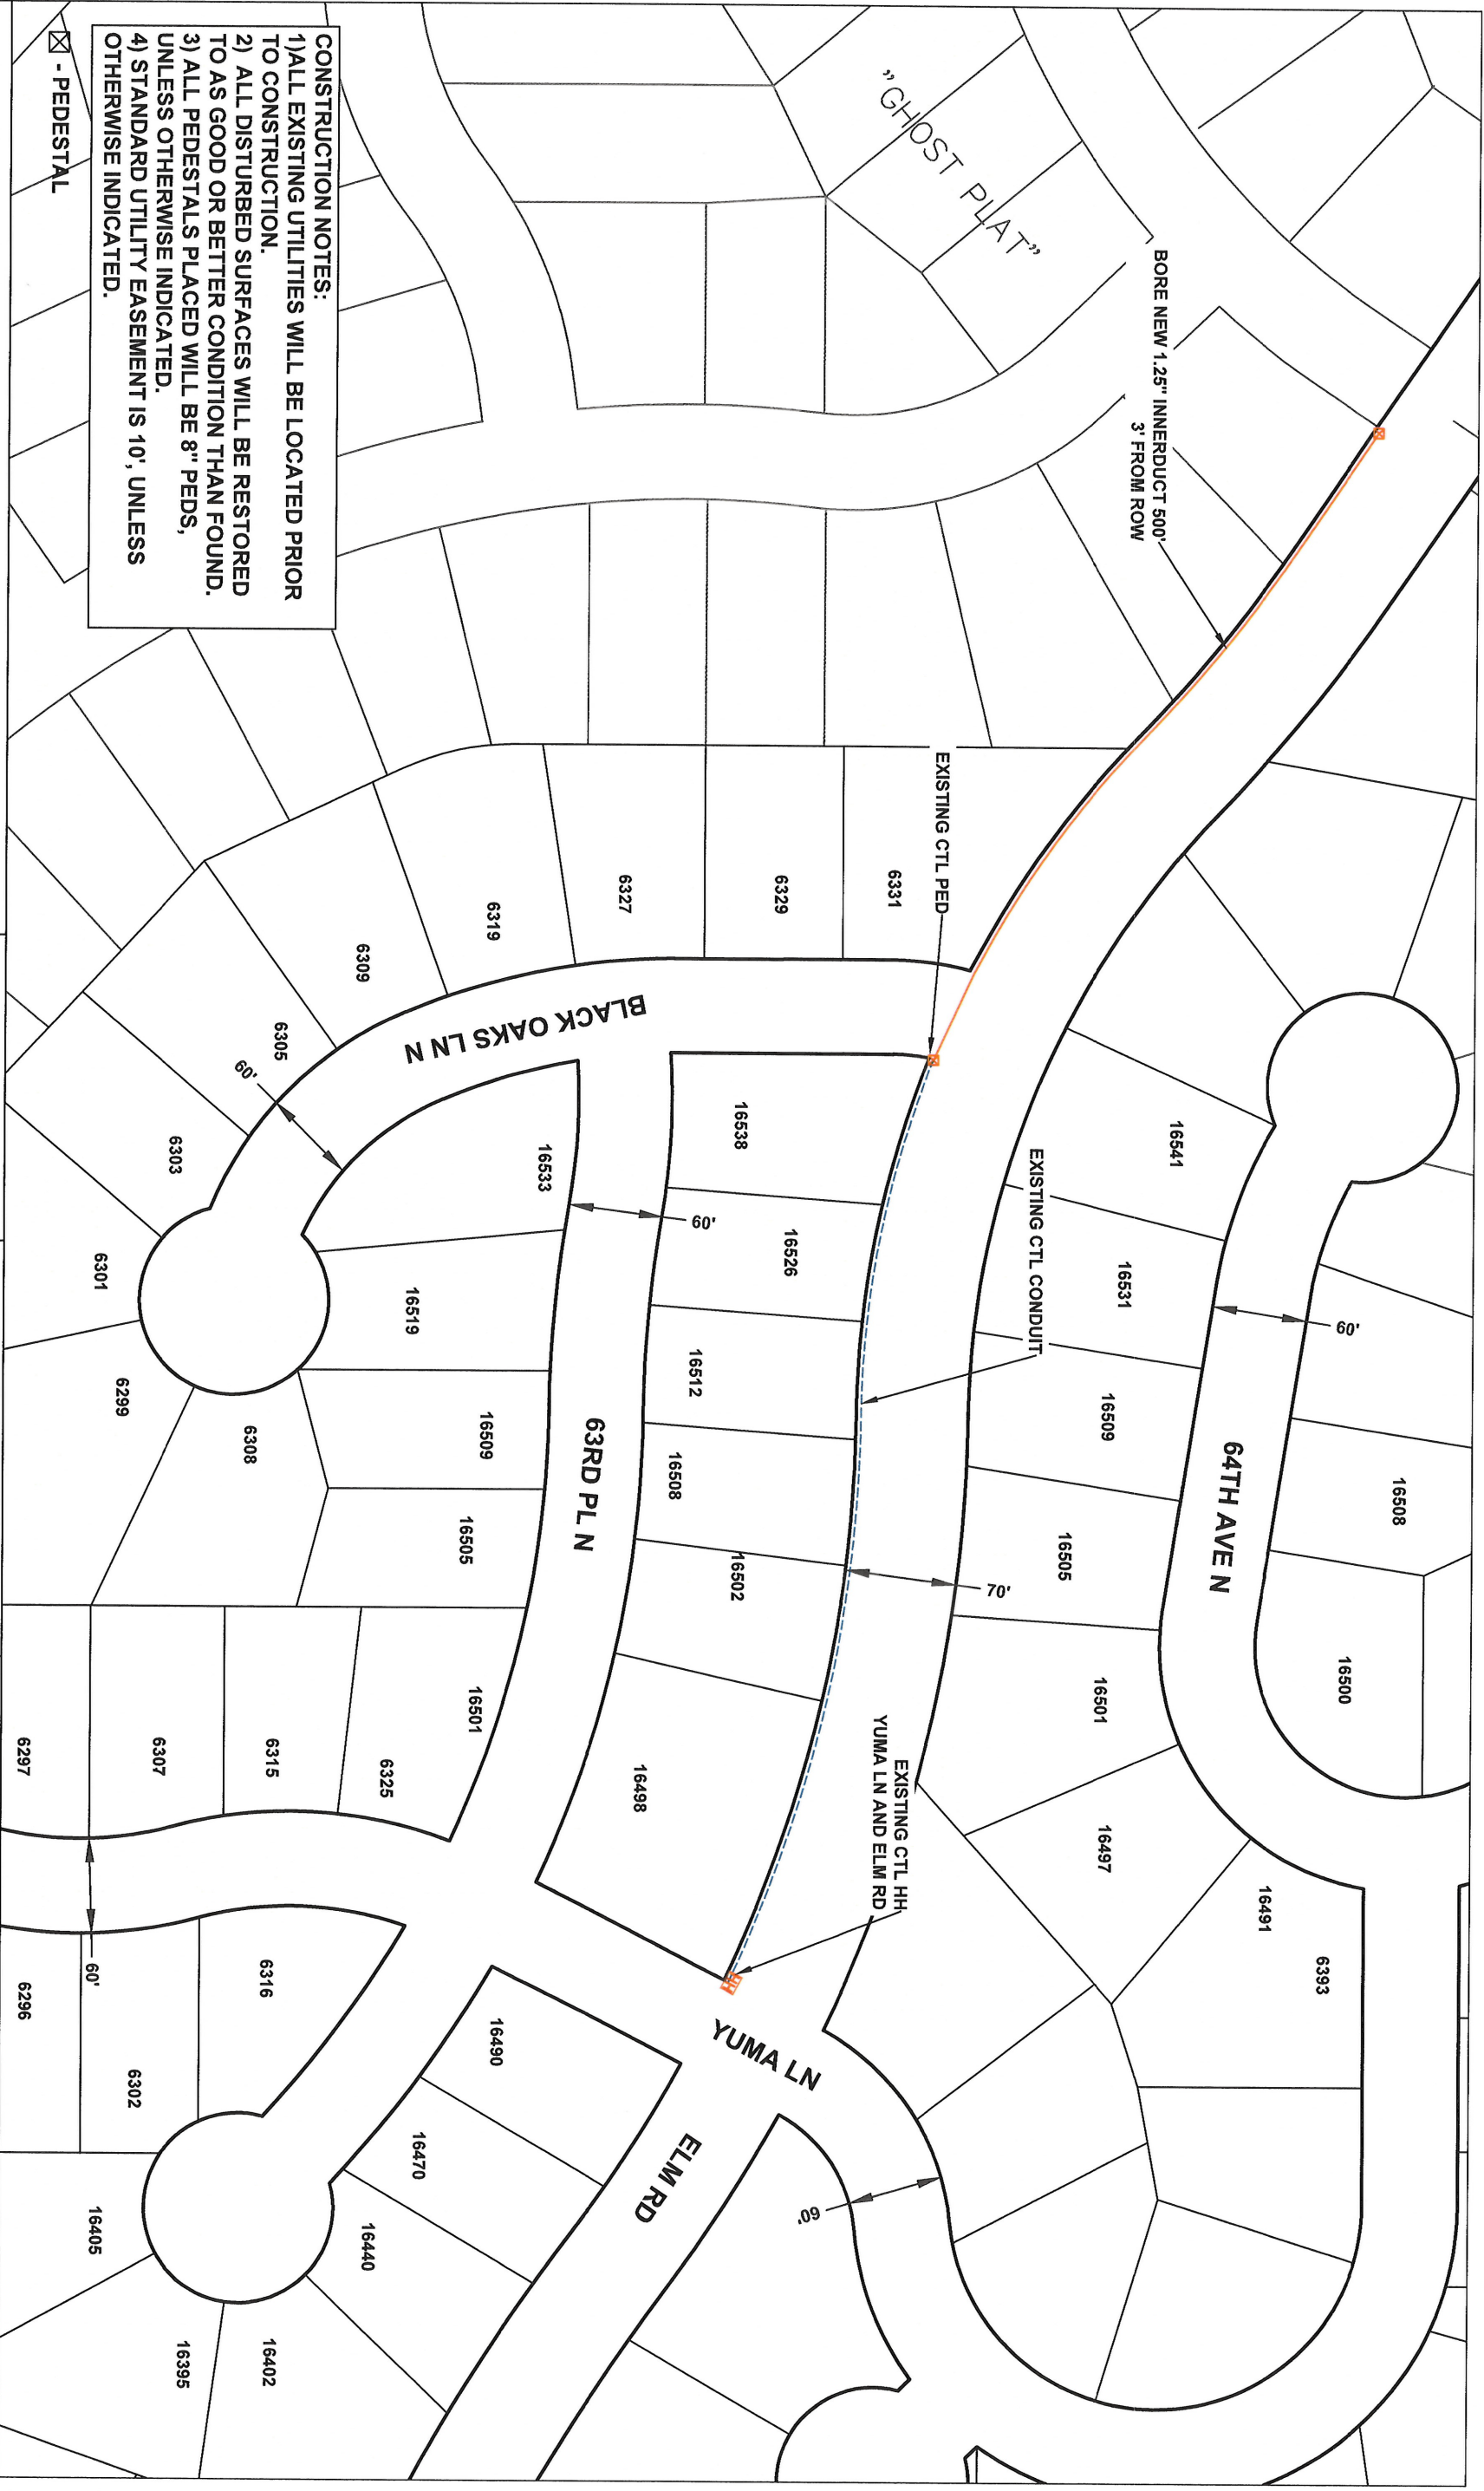 "GHOST PLAT"
BORE NEW 1.25" INNERDUCT 500'
3' FROM ROW
EXISTING CTL PED
EXISTING CTL CONDUIT
EXISTING CTL HH
YUMA LN AND ELM RD
CONSTRUCTION NOTES:
1)ALL EXISTING UTILITIES WILL BE LOCATED PRIOR
TO CONSTRUCTION.
2) ALL DISTURBED SURFACES WILL BE RESTORED
TO AS GOOD OR BETTER CONDITION THAN FOUND.
3) ALL PEDESTALS PLACED WILL BE 8" PEDS,
UNLESS OTHERWISE INDICATED.
4) STANDARD UTILITY EASEMENT IS 10', UNLESS
OTHERWISE INDICATED.
- PEDESTAL
BLACK OAKS LN N
63RD PL N
64TH AVE N
YUMA LN
ELM RD
6331
6329
6327
6319
6309
6305
6303
6301
6299
6308
60'
16538
16526
16512
16508
16502
16498
60'
16533
16519
16509
16505
16501
6325
6315
6307
6297
60'
16541
16531
16509
16505
16501
16497
16491
6393
70'
60'
16508
16500
6316
6302
6296
16490
16470
16440
16402
16395
16405
60'